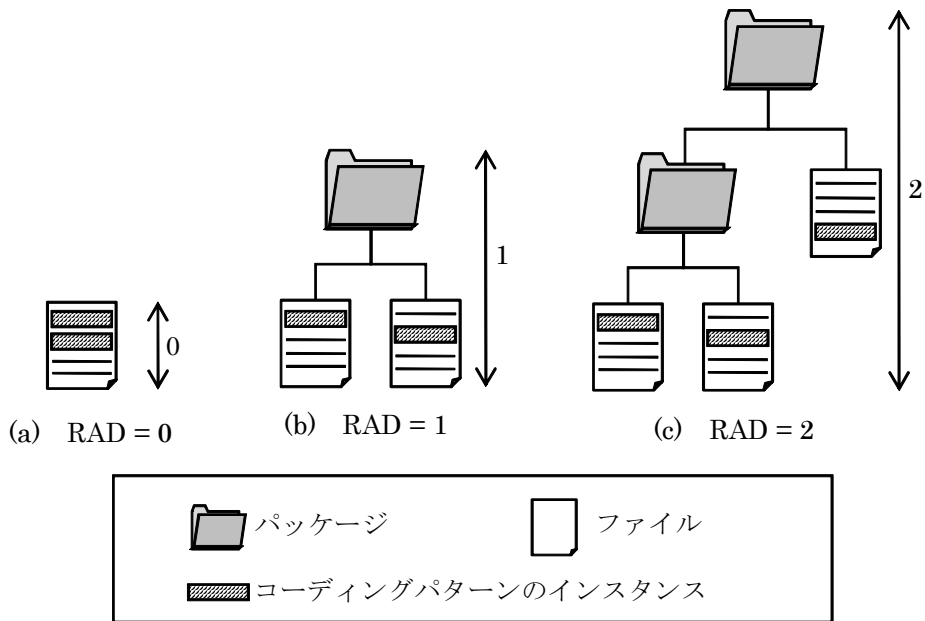 2
1
0
(a) RAD = 0
(b) RAD = 1
(c) RAD = 2
パッケージ
ファイル
コーディングパターンのインスタンス